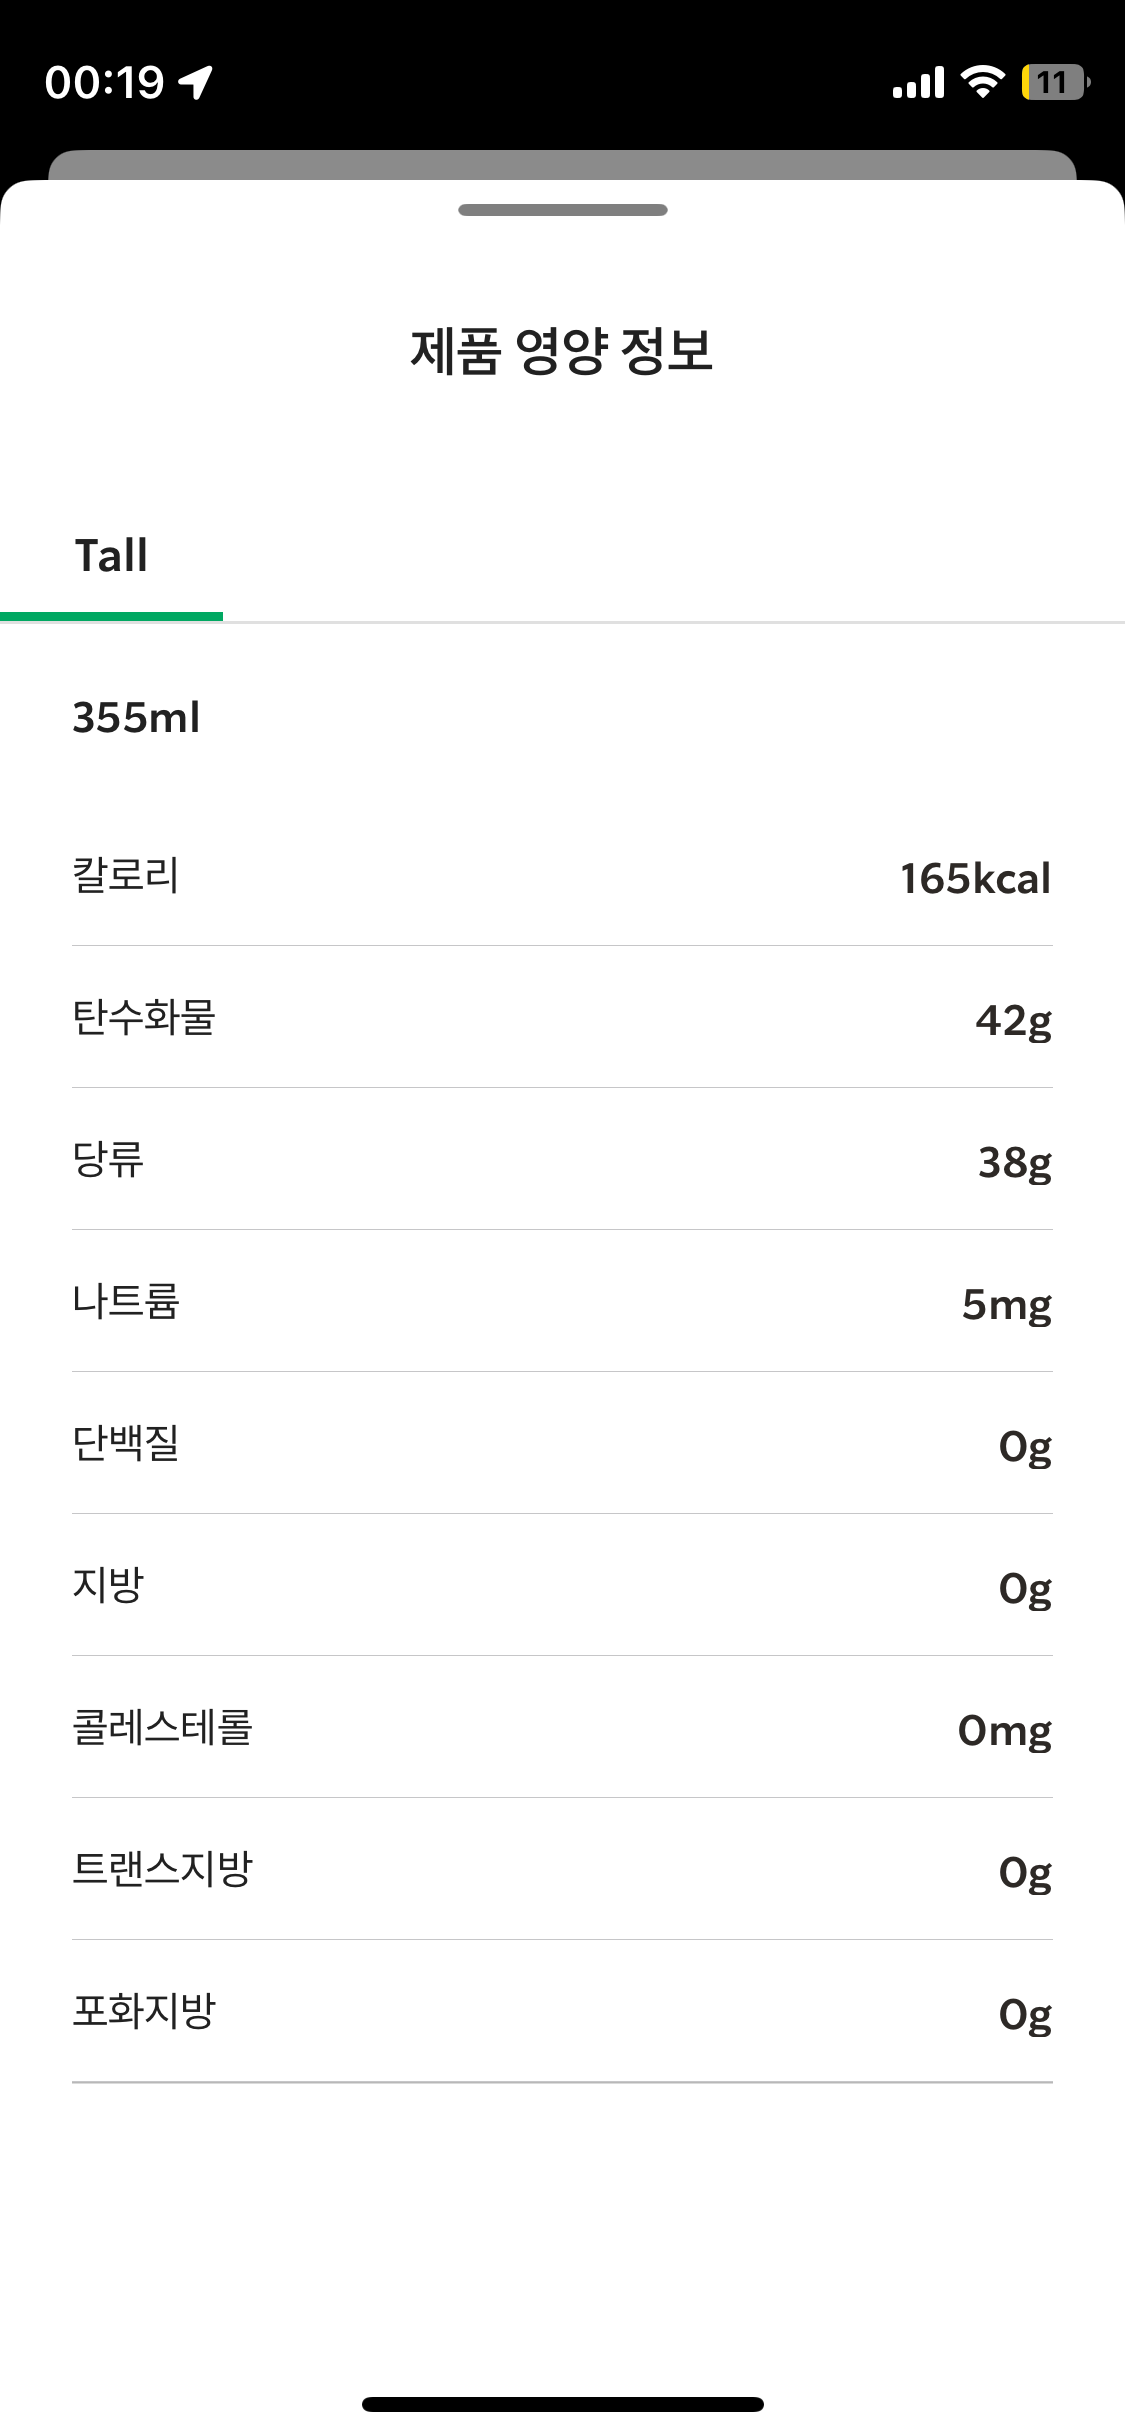 00:19
11
제품 영양 정보
Tall
355ml
칼로리 165kcal
탄수화물 42g
당류 38g
나트륨 5mg
단백질 0g
지방 0g
콜레스테롤 0mg
트랜스지방 0g
포화지방 0g